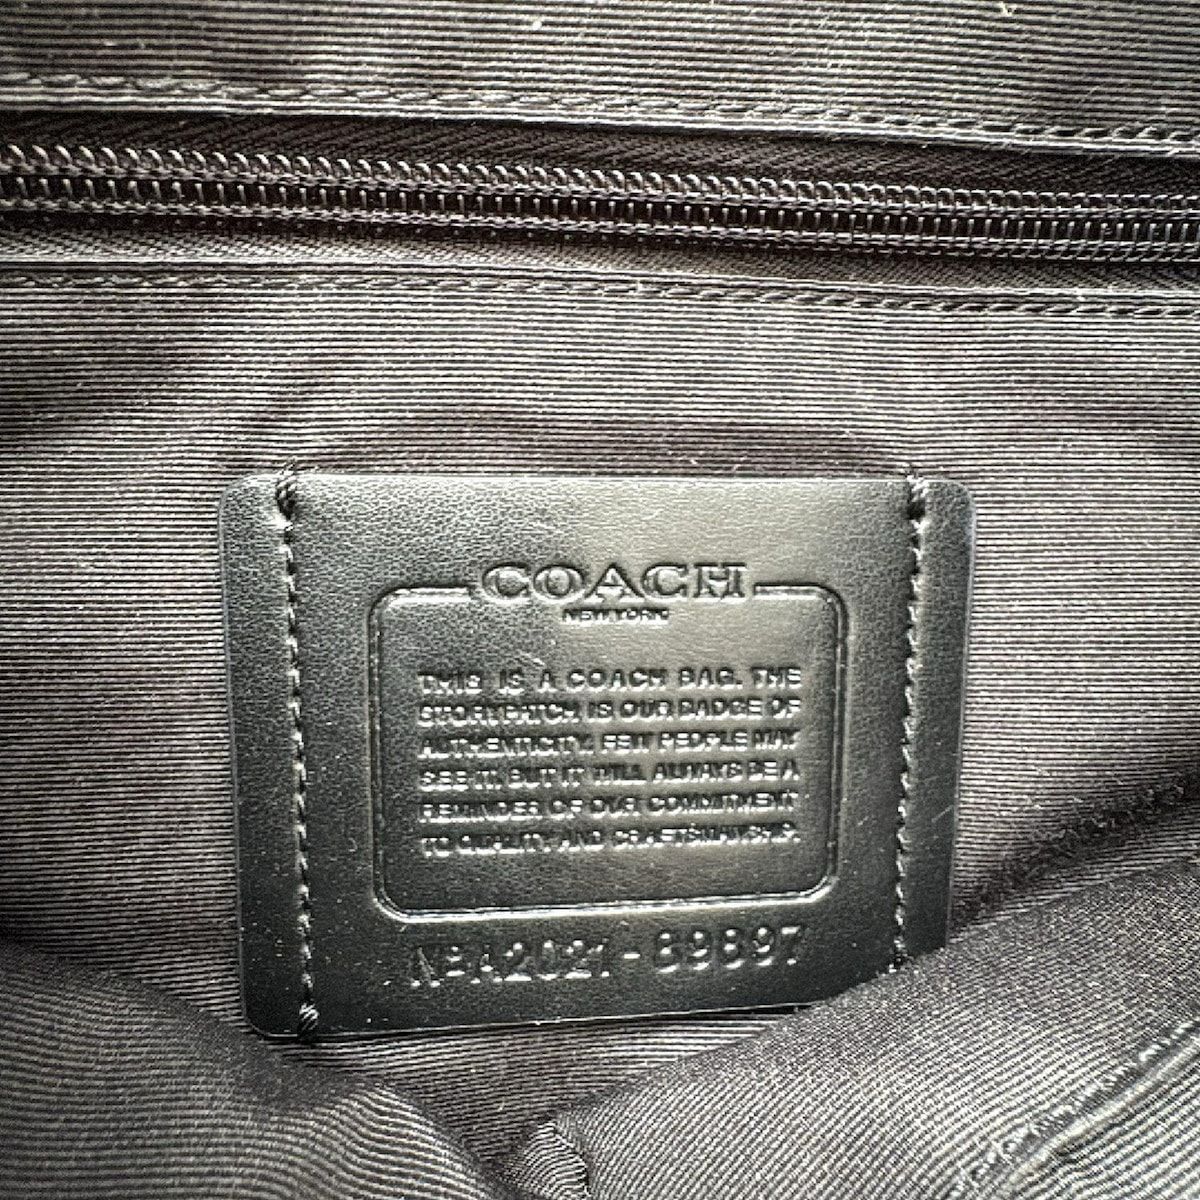 COACH
NEW YORK
THIS IS A COACH BAG. THE
STORYPATCH IS OUR BADGE OF
AUTHENTICITY. FEW PEOPLE MAY
SEE IT. BUT IT WILL ALWAYS BE A
REMINDER OF OUR COMMITMENT
TO QUALITY AND CRAFTSMANSHIP.